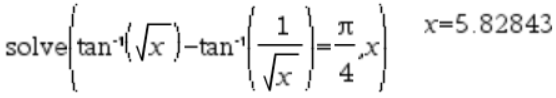 solve(tan⁻¹(√x)-tan⁻¹(1/√x)=π/4,x) x=5.82843